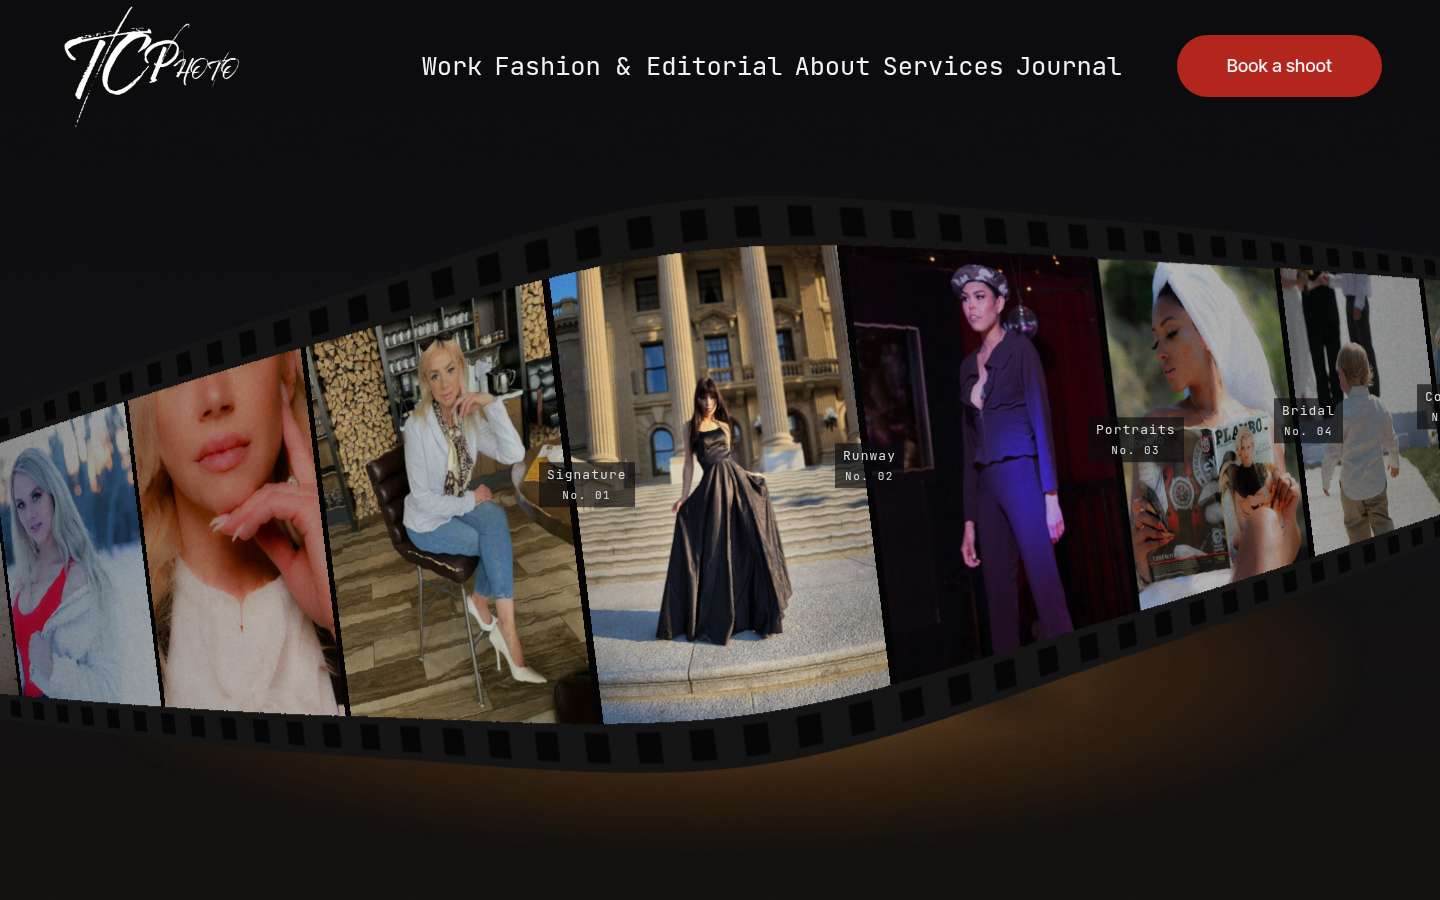 TCPHOTO
Work Fashion & Editorial About Services Journal
Book a shoot
Signature
No. 01
Runway
No. 02
Portraits
No. 03
Bridal
No. 04
PLAYBO.